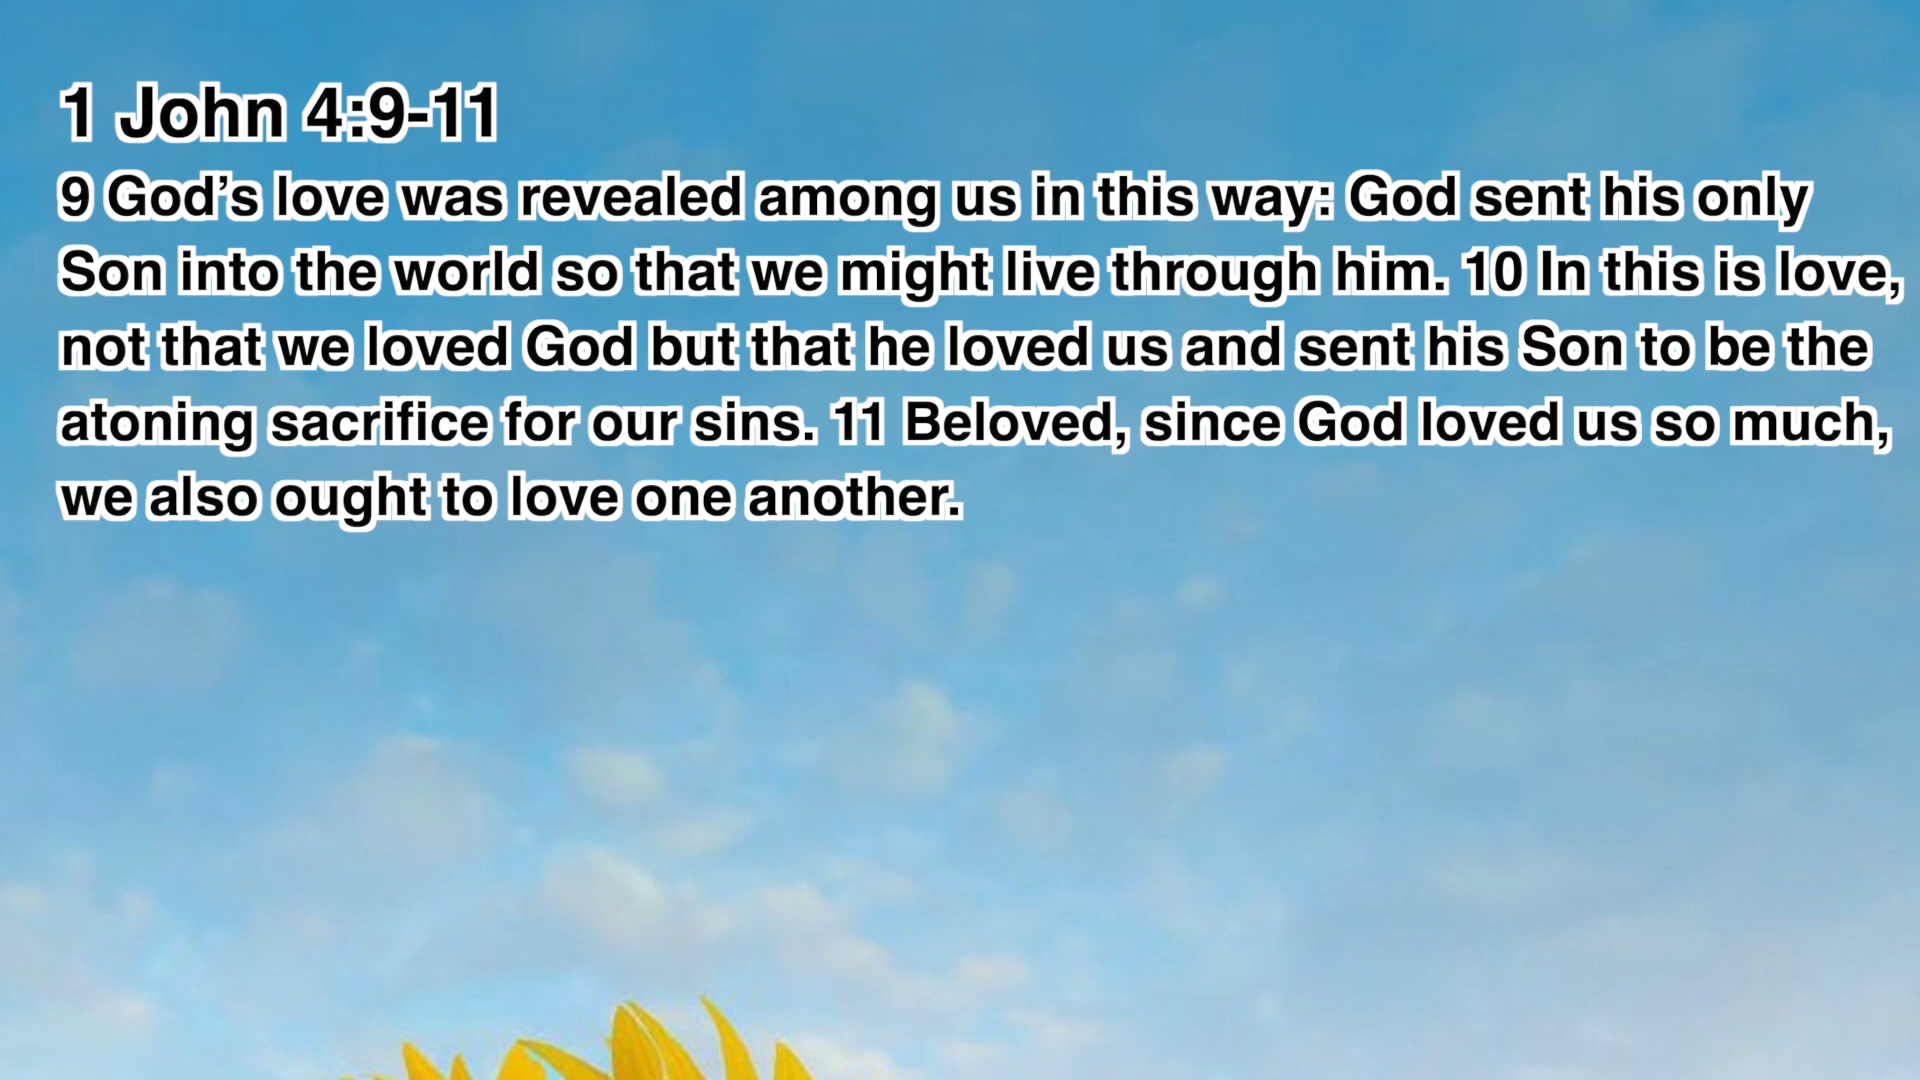 1 John 4:9-11
9 God’s love was revealed among us in this way: God sent his only
Son into the world so that we might live through him. 10 In this is love,
not that we loved God but that he loved us and sent his Son to be the
atoning sacrifice for our sins. 11 Beloved, since God loved us so much,
we also ought to love one another.